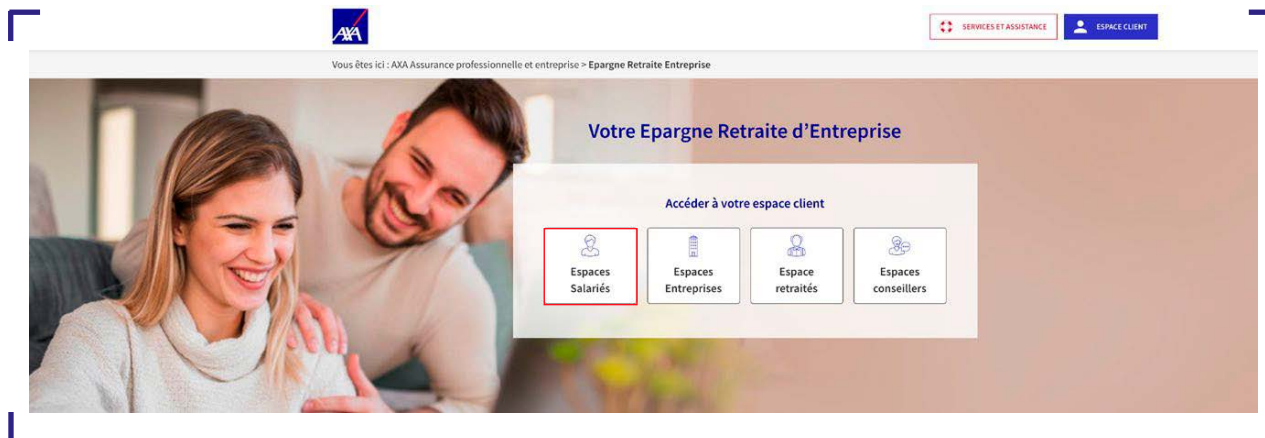 AXA
SERVICES ET ASSISTANCE
ESPACE CLIENT
Vous êtes ici : AXA Assurance professionnelle et entreprise > Epargne Retraite Entreprise
Votre Epargne Retraite d’Entreprise
Accéder à votre espace client
Espaces
Salariés
Espaces
Entreprises
Espace
retraités
Espaces
conseillers